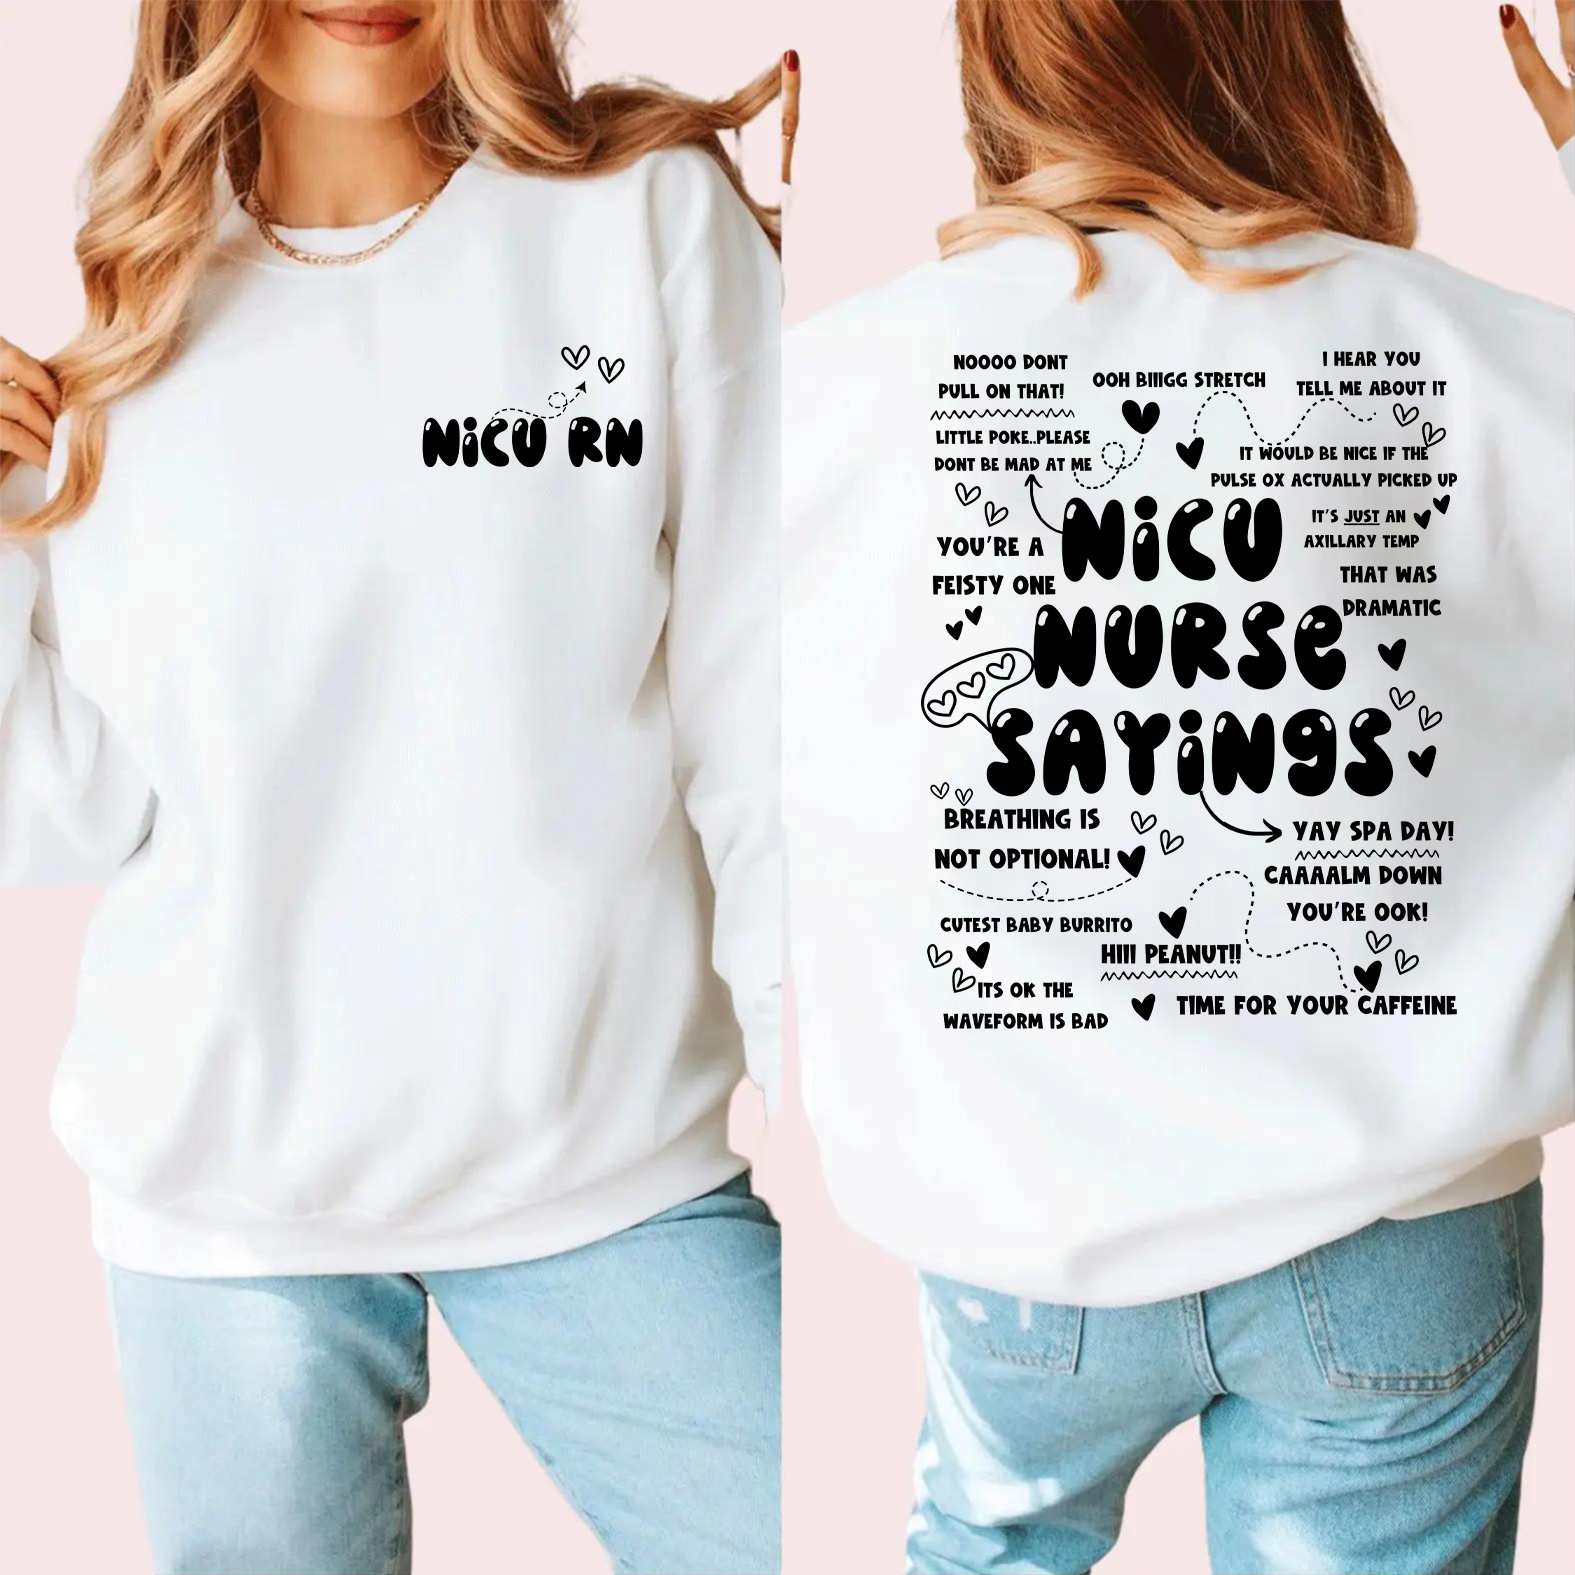 NiCU RN
NOOOO DONT
PULL ON THAT!
OOH BIIIGG STRETCH
I HEAR YOU
TELL ME ABOUT IT
LITTLE POKE..PLEASE
DONT BE MAD AT ME
IT WOULD BE NICE IF THE
PULSE OX ACTUALLY PICKED UP
IT'S JUST AN
AXILLARY TEMP
YOU'RE A
FEISTY ONE
THAT WAS
DRAMATIC
NiCU
NURSe
SAYiNgS
BREATHING IS
NOT OPTIONAL!
YAY SPA DAY!
CAAAALM DOWN
YOU'RE OOK!
CUTEST BABY BURRITO
HIII PEANUT!!
ITS OK THE
WAVEFORM IS BAD
TIME FOR YOUR CAFFEINE